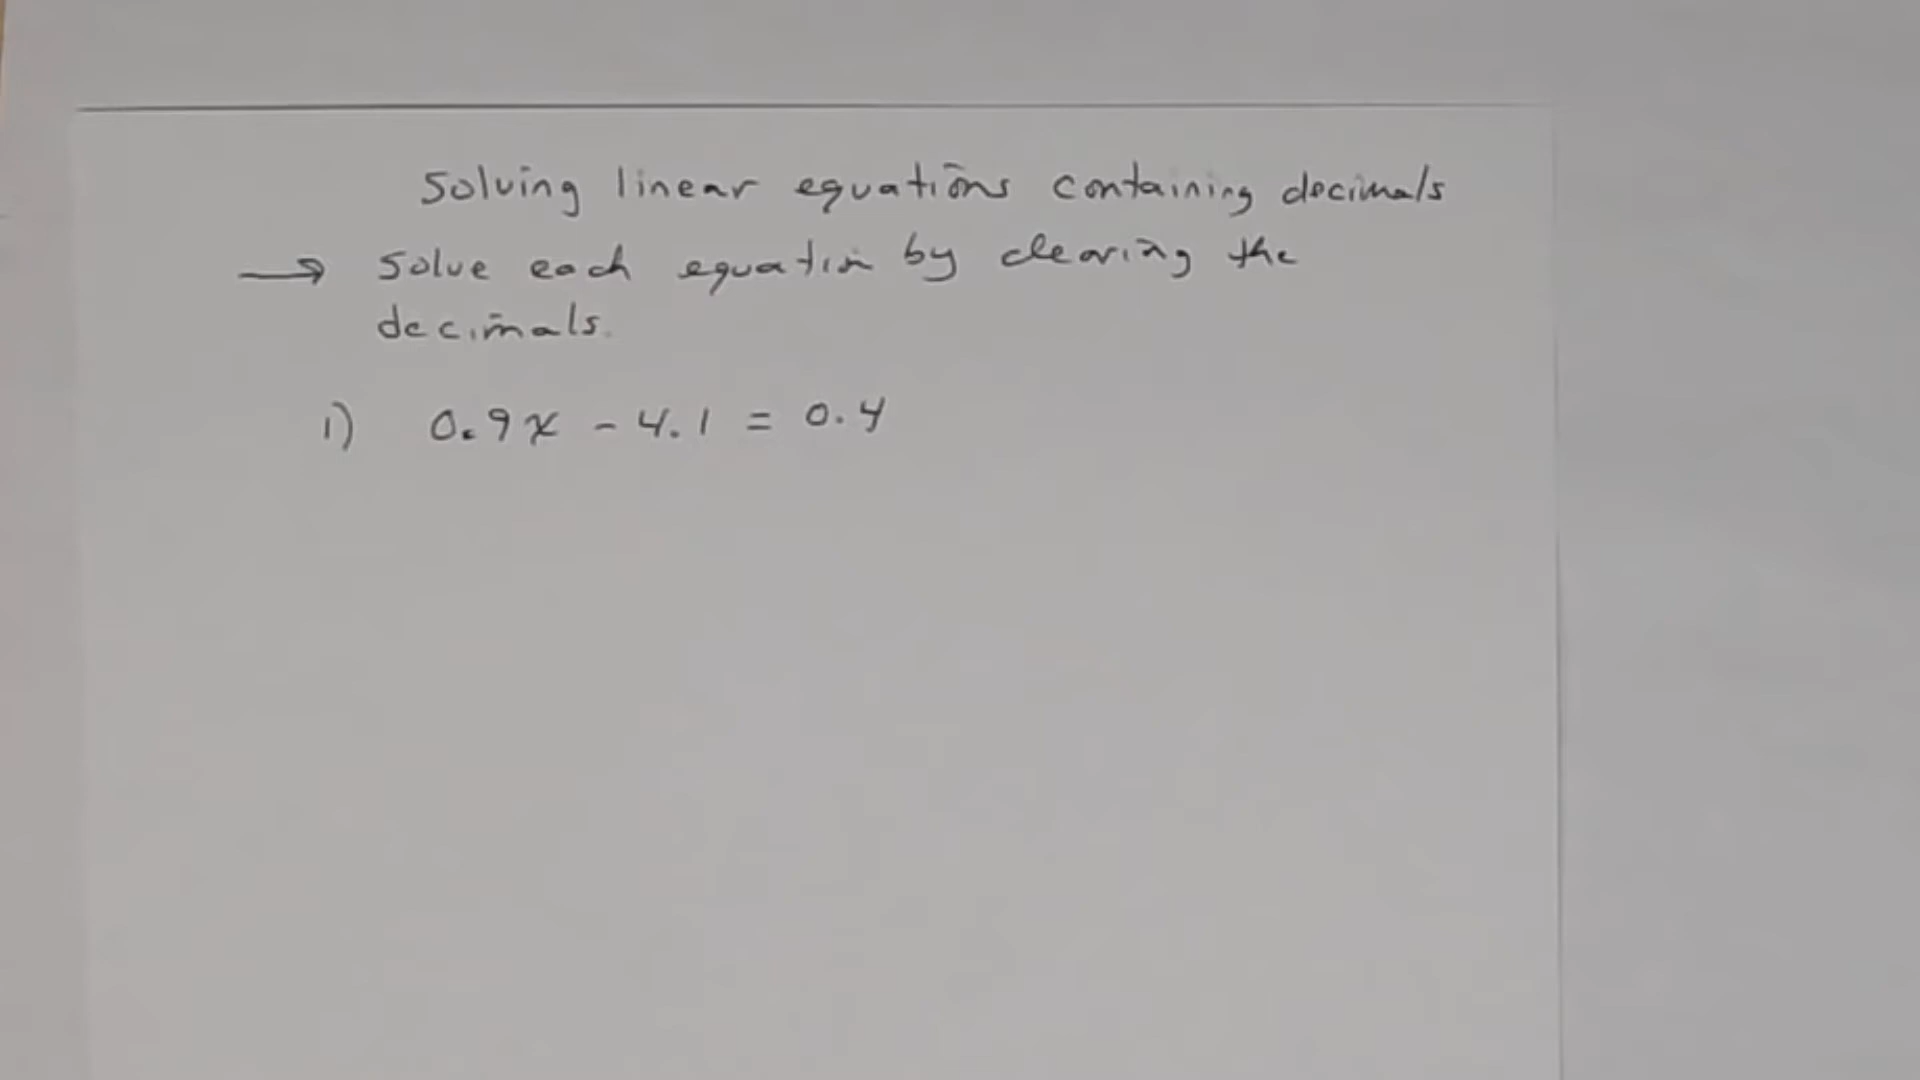 Solving linear equations containing decimals
→ Solve each equation by clearing the
decimals.
1) 0.9x - 4.1 = 0.4